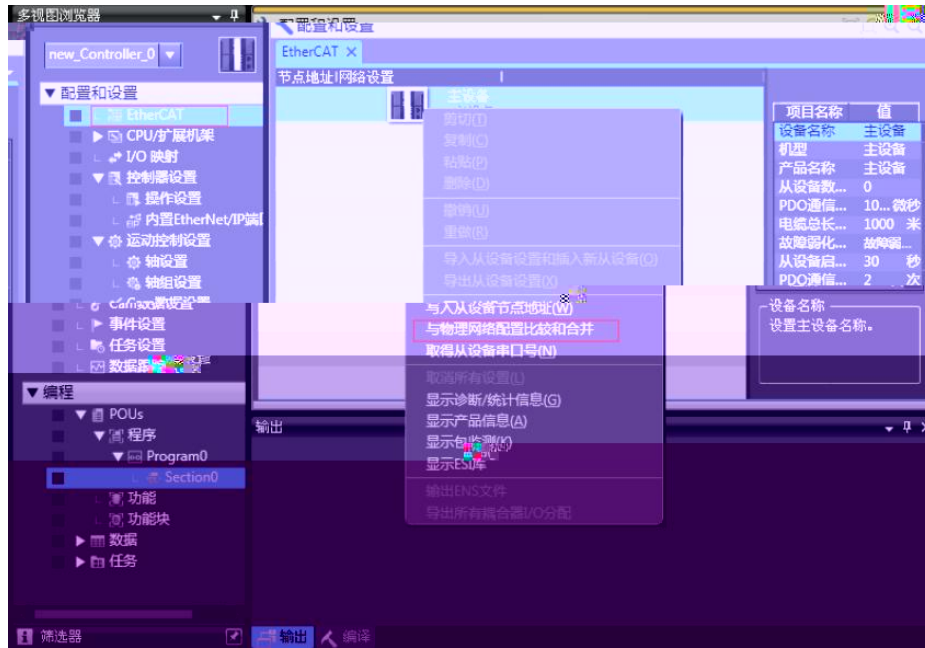 多视图浏览器
new_Controller_0
配置和设置
EtherCAT
CPU/扩展机架
I/O 映射
控制器设置
操作设置
内置EtherNet/IP端
运动控制设置
轴设置
轴组设置
事件设置
任务设置
编程
POUs
程序
Program0
Section0
功能
功能块
数据
任务
筛选器
配置和设置
EtherCAT
节点地址|网络设置
主设备
剪切(T)
复制(C)
粘贴(P)
删除(D)
撤销(U)
重做(R)
导入从设备设置和插入新从设备(O)
导出从设备设置(X)
写入从设备节点地址(W)
与物理网络配置比较和合并
取得从设备串口号(N)
取消所有设置(L)
显示诊断/统计信息(G)
显示产品信息(A)
显示包监测(K)
显示ESI库
输出ENS文件
导出所有耦合器I/O分配
项目名称 值
设备名称 主设备
机型 主设备
产品名称 主设备
从设备数... 0
PDO通信... 10...微秒
电缆总长... 1000 米
故障弱化... 故障弱...
从设备启... 30 秒
PDO通信... 2 次
设备名称
设置主设备名称。
输出
输出
编译